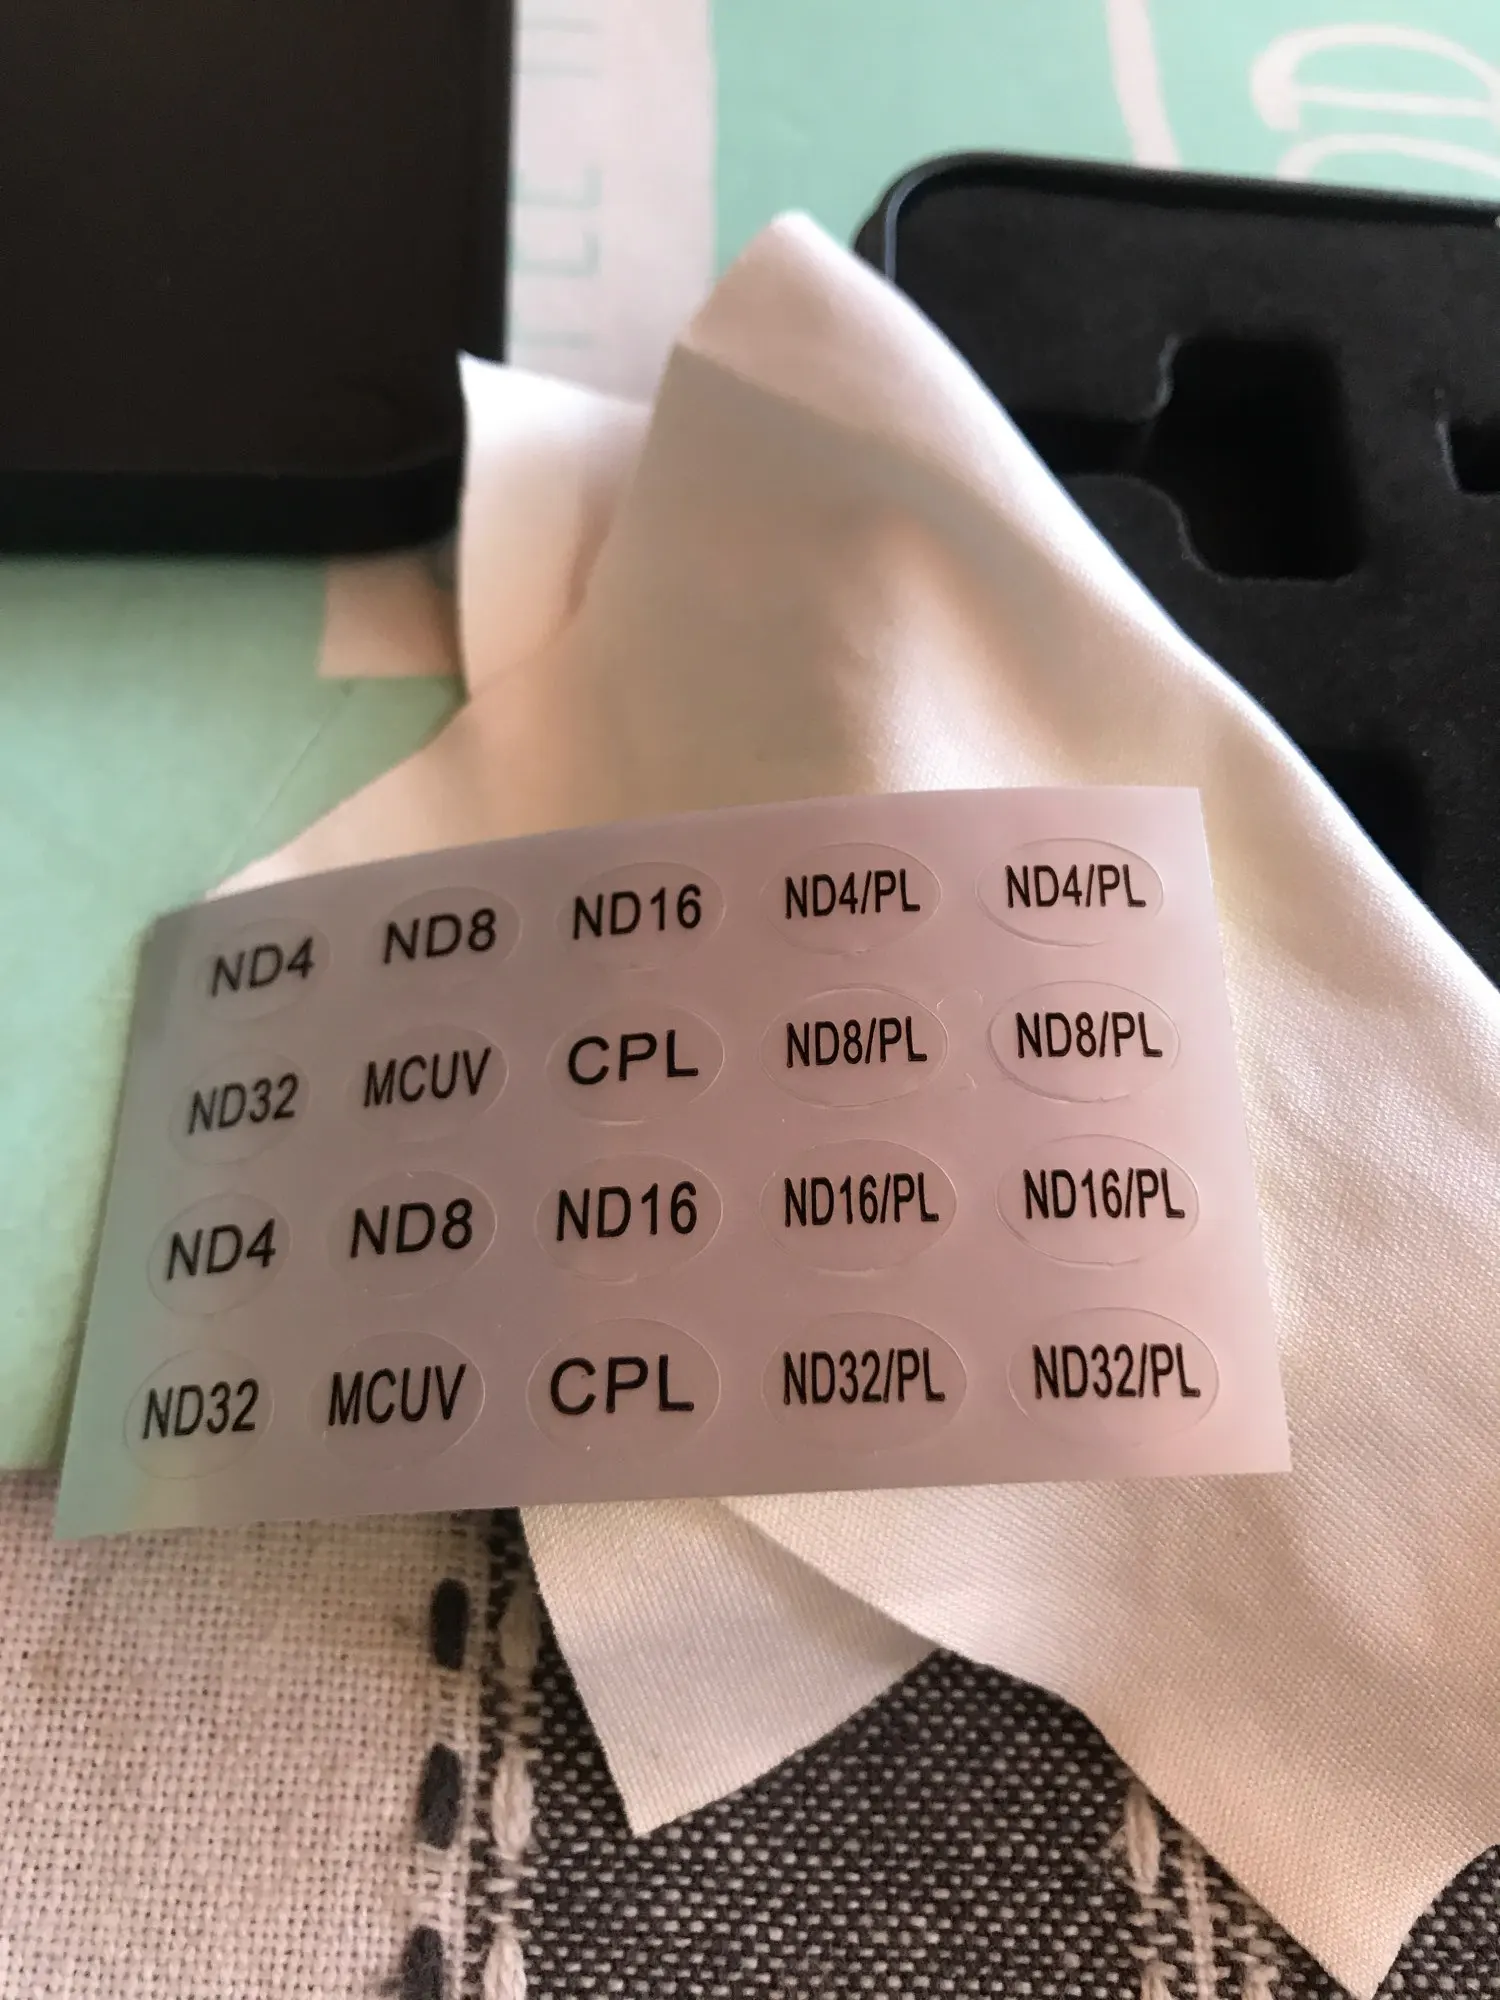 ND4 ND8 ND16 ND4/PL ND4/PL
ND32 MCUV CPL ND8/PL ND8/PL
ND4 ND8 ND16 ND16/PL ND16/PL
ND32 MCUV CPL ND32/PL ND32/PL